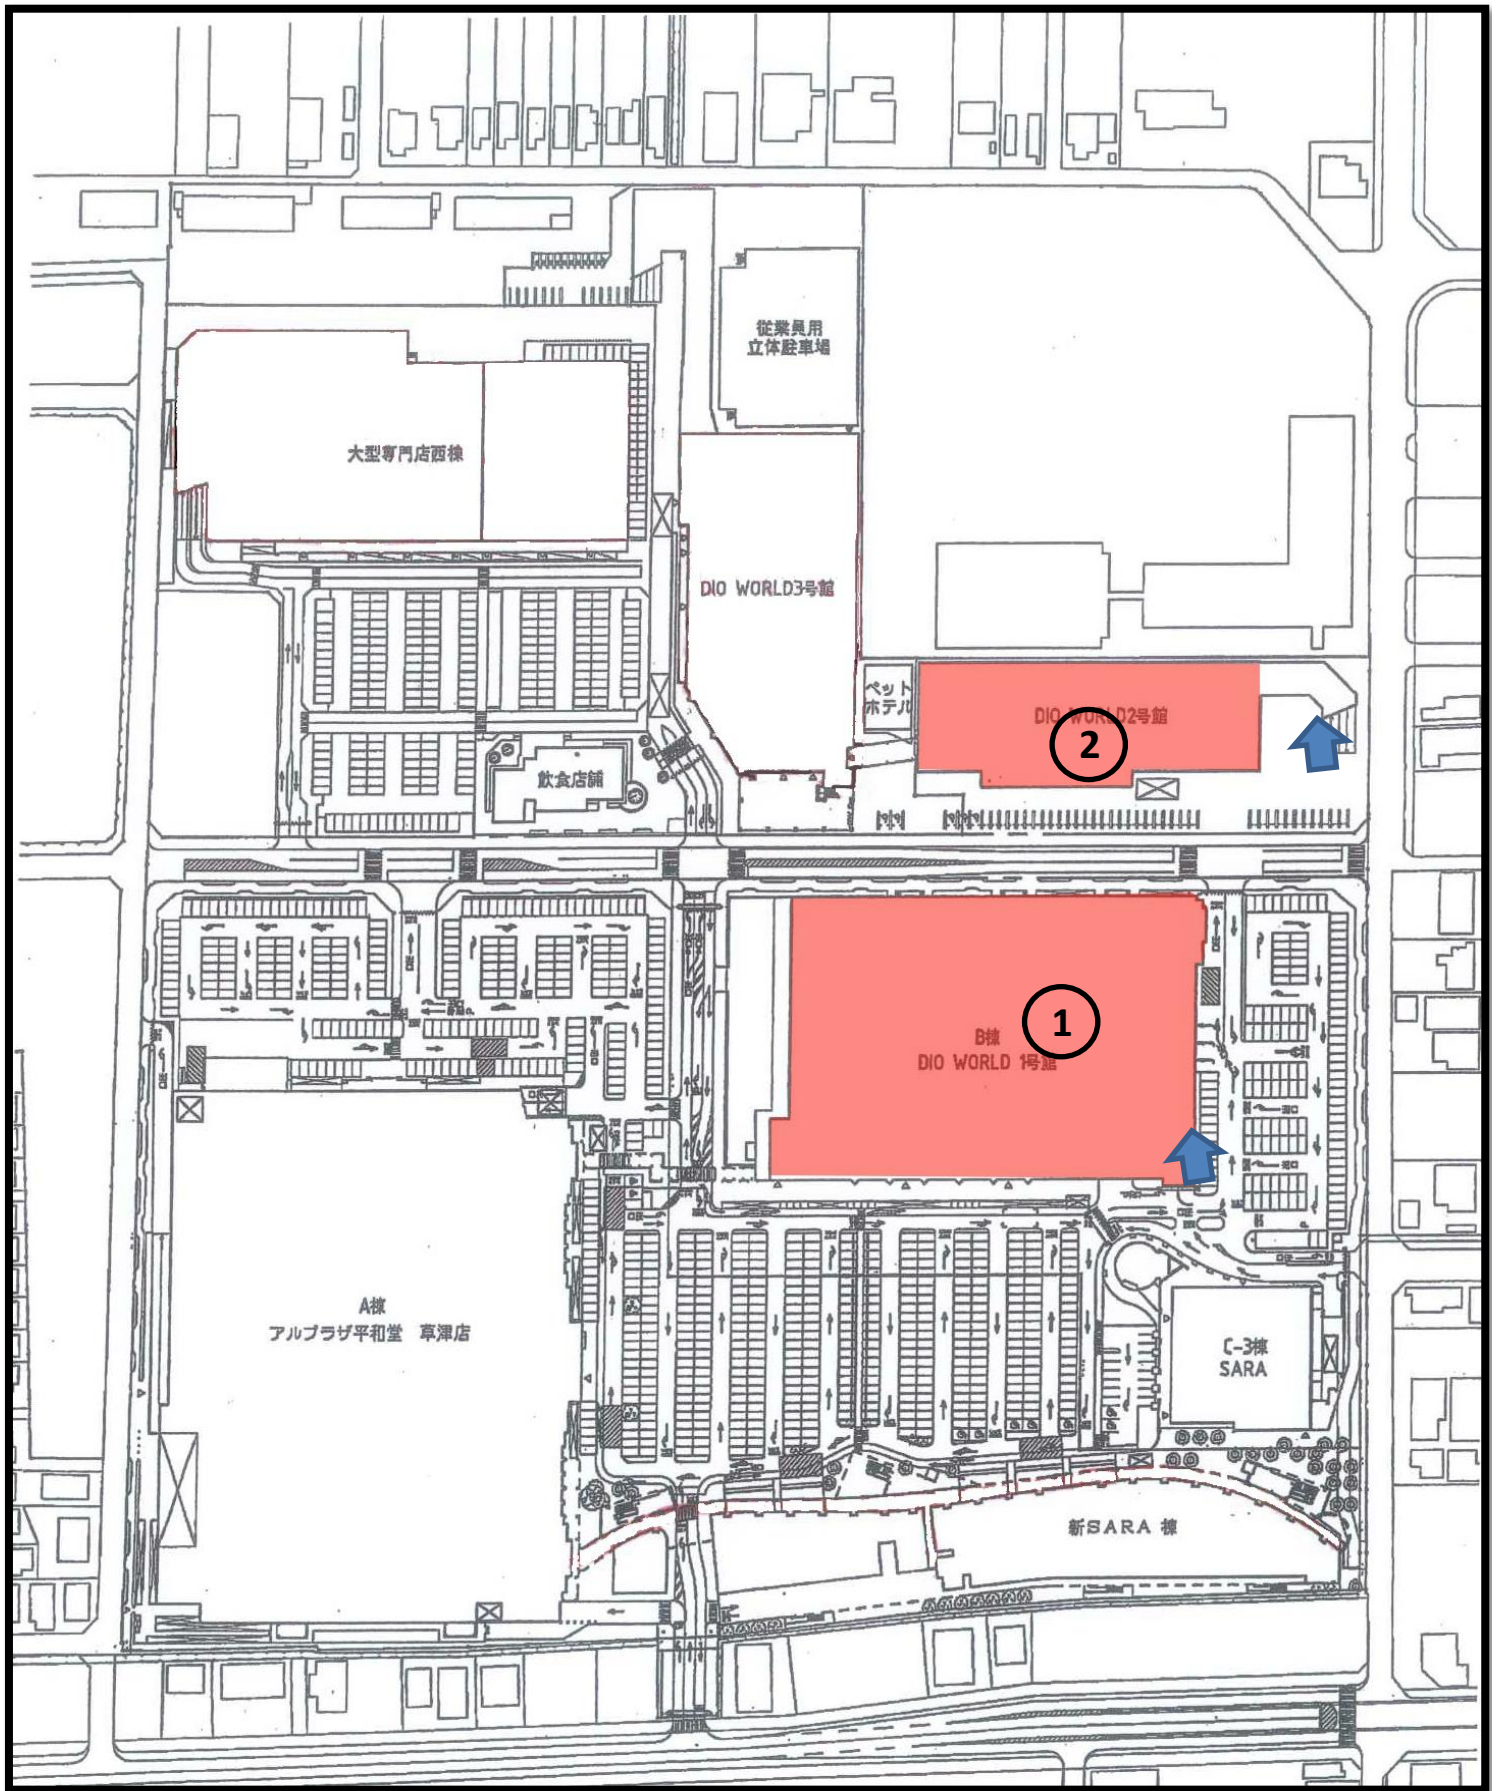 従業員用
立体駐車場
大型専門店西棟
DIO WORLD3号館
ペット
ホテル
DIO WORLD2号館
2
飲食店舗
1
B棟
DIO WORLD 1号館
A棟
アルプラザ平和堂 草津店
C-3棟
SARA
新SARA 棟